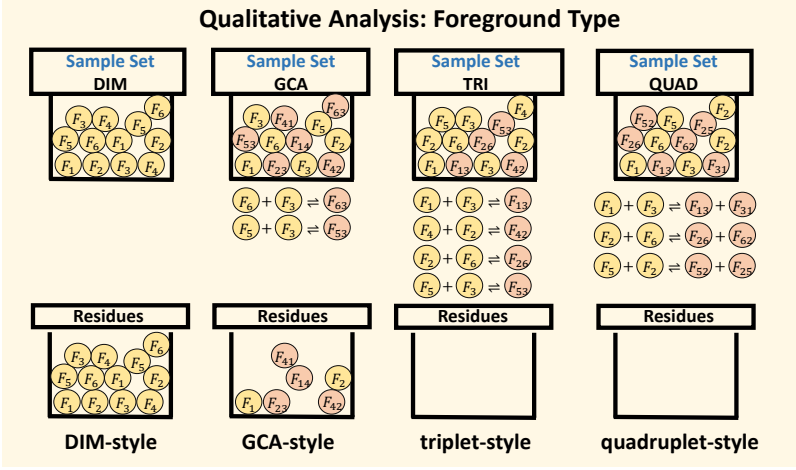 Qualitative Analysis: Foreground Type
Sample Set
DIM
F₃ F₄ F₅ F₆
F₅ F₆ F₁ F₂
F₁ F₂ F₃ F₄
Sample Set
GCA
F₃ F₄₁ F₅ F₆₃
F₅₃ F₆ F₁₄ F₂
F₁ F₂₃ F₃ F₄₂
F₆ + F₃ ⇌ F₆₃
F₅ + F₃ ⇌ F₅₃
Sample Set
TRI
F₅ F₃ F₅₃ F₄
F₂ F₆ F₂₆ F₂
F₁ F₁₃ F₃ F₄₂
F₁ + F₃ ⇌ F₁₃
F₄ + F₂ ⇌ F₄₂
F₂ + F₆ ⇌ F₂₆
F₅ + F₃ ⇌ F₅₃
Sample Set
QUAD
F₅₂ F₅ F₂₅ F₂
F₂₆ F₆ F₆₂ F₂
F₁ F₁₃ F₃ F₃₁
F₁ + F₃ ⇌ F₁₃ + F₃₁
F₂ + F₆ ⇌ F₂₆ + F₆₂
F₅ + F₂ ⇌ F₅₂ + F₂₅
Residues
F₃ F₄ F₅ F₆
F₅ F₆ F₁ F₂
F₁ F₂ F₃ F₄
DIM-style
Residues
F₄₁
F₁₄ F₂
F₁ F₂₃ F₄₂
GCA-style
Residues
triplet-style
Residues
quadruplet-style